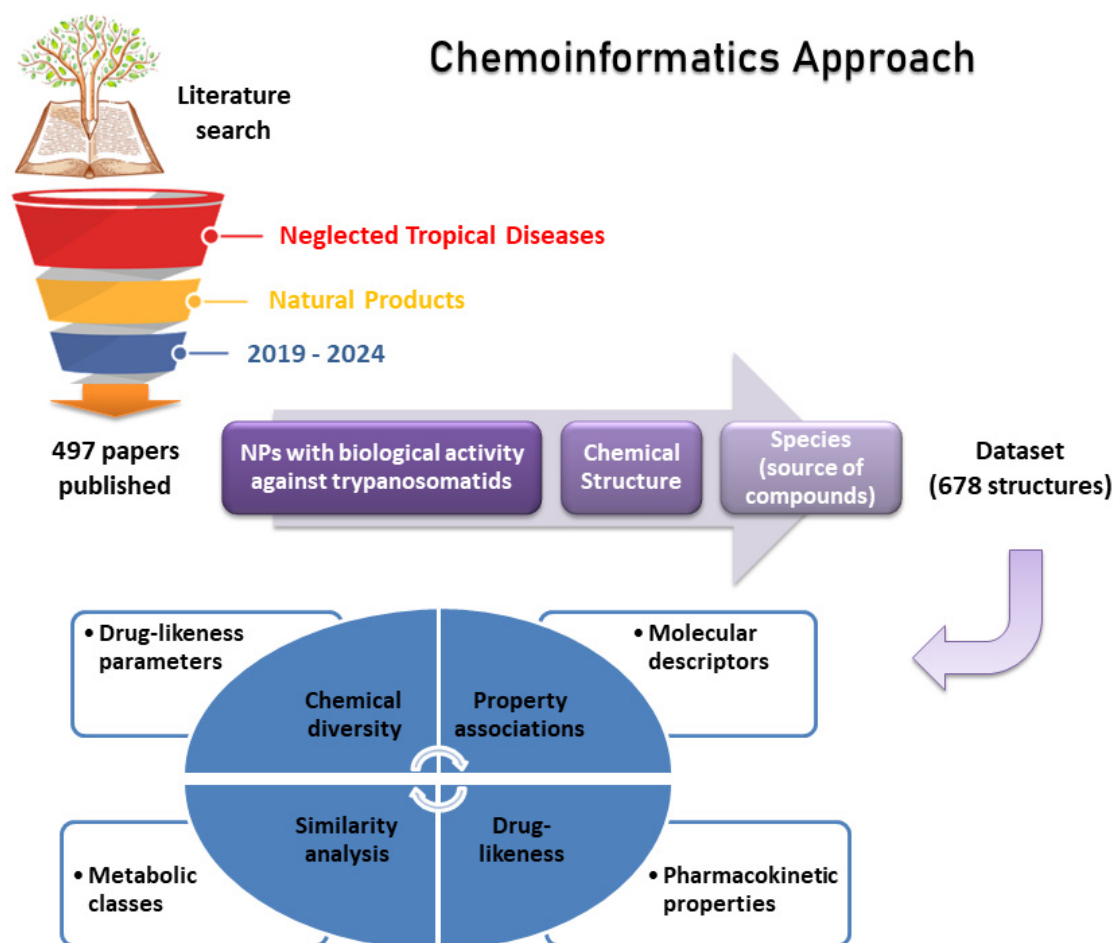 Chemoinformatics Approach
Literature
search
Neglected Tropical Diseases
Natural Products
2019 - 2024
497 papers
published
NPs with biological activity
against trypanosomatids
Chemical
Structure
Species
(source of
compounds)
Dataset
(678 structures)
• Drug-likeness
parameters
• Molecular
descriptors
Chemical
diversity
Property
associations
Similarity
analysis
Drug-
likeness
• Metabolic
classes
• Pharmacokinetic
properties